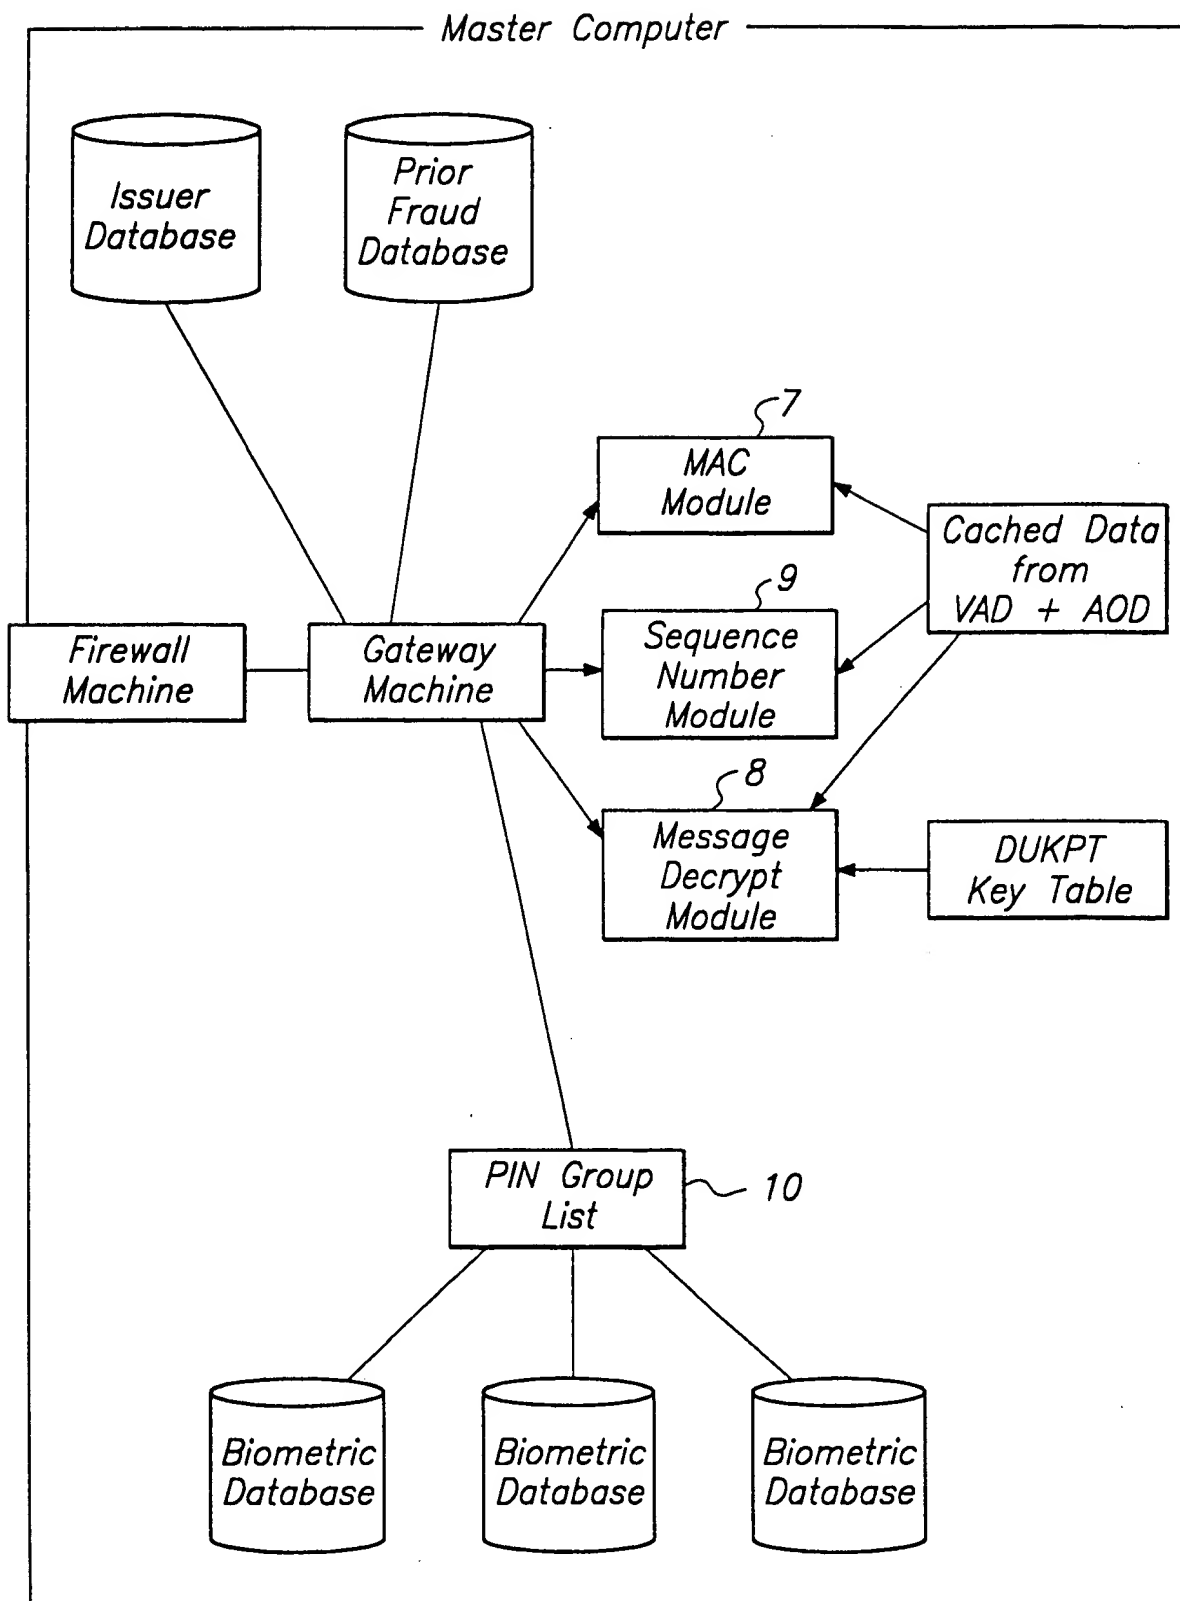 Master Computer
Issuer
Database
Prior
Fraud
Database
7
MAC
Module
Cached Data
from
VAD + AOD
9
Sequence
Number
Module
Firewall
Machine
Gateway
Machine
8
Message
Decrypt
Module
DUKPT
Key Table
PIN Group
List
10
Biometric
Database
Biometric
Database
Biometric
Database